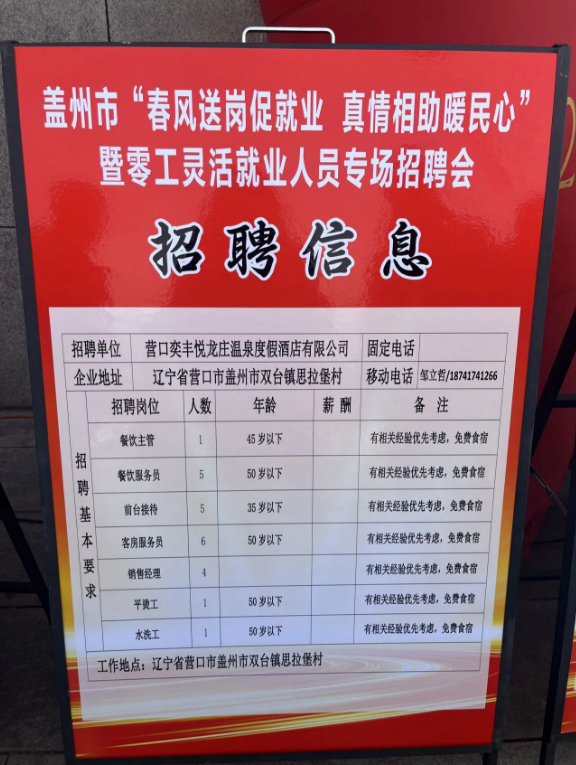 盖州市“春风送岗促就业 真情相助暖民心”
暨零工灵活就业人员专场招聘会
招聘信息
招聘单位 营口奕丰悦龙庄温泉度假酒店有限公司 固定电话
企业地址 辽宁省营口市盖州市双台镇思拉堡村 移动电话 邹立哲/18741741266
招聘基本要求
招聘岗位 人数 年龄 薪酬 备注
餐饮主管 1 45岁以下 有相关经验优先考虑，免费食宿
餐饮服务员 5 50岁以下 有相关经验优先考虑，免费食宿
前台接待 5 35岁以下 有相关经验优先考虑，免费食宿
客房服务员 6 50岁以下 有相关经验优先考虑，免费食宿
销售经理 4 有相关经验优先考虑，免费食宿
平烫工 1 50岁以下 有相关经验优先考虑，免费食宿
水洗工 1 50岁以下 有相关经验优先考虑，免费食宿
工作地点：辽宁省营口市盖州市双台镇思拉堡村